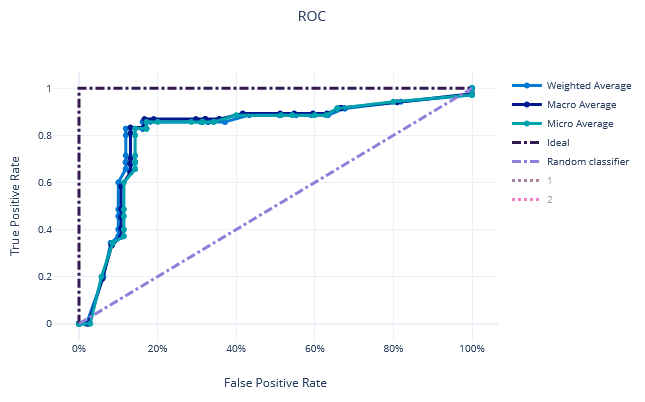 ROC
True Positive Rate
1
0.8
0.6
0.4
0.2
0
0% 20% 40% 60% 80% 100%
False Positive Rate
Weighted Average
Macro Average
Micro Average
Ideal
Random classifier
1
2